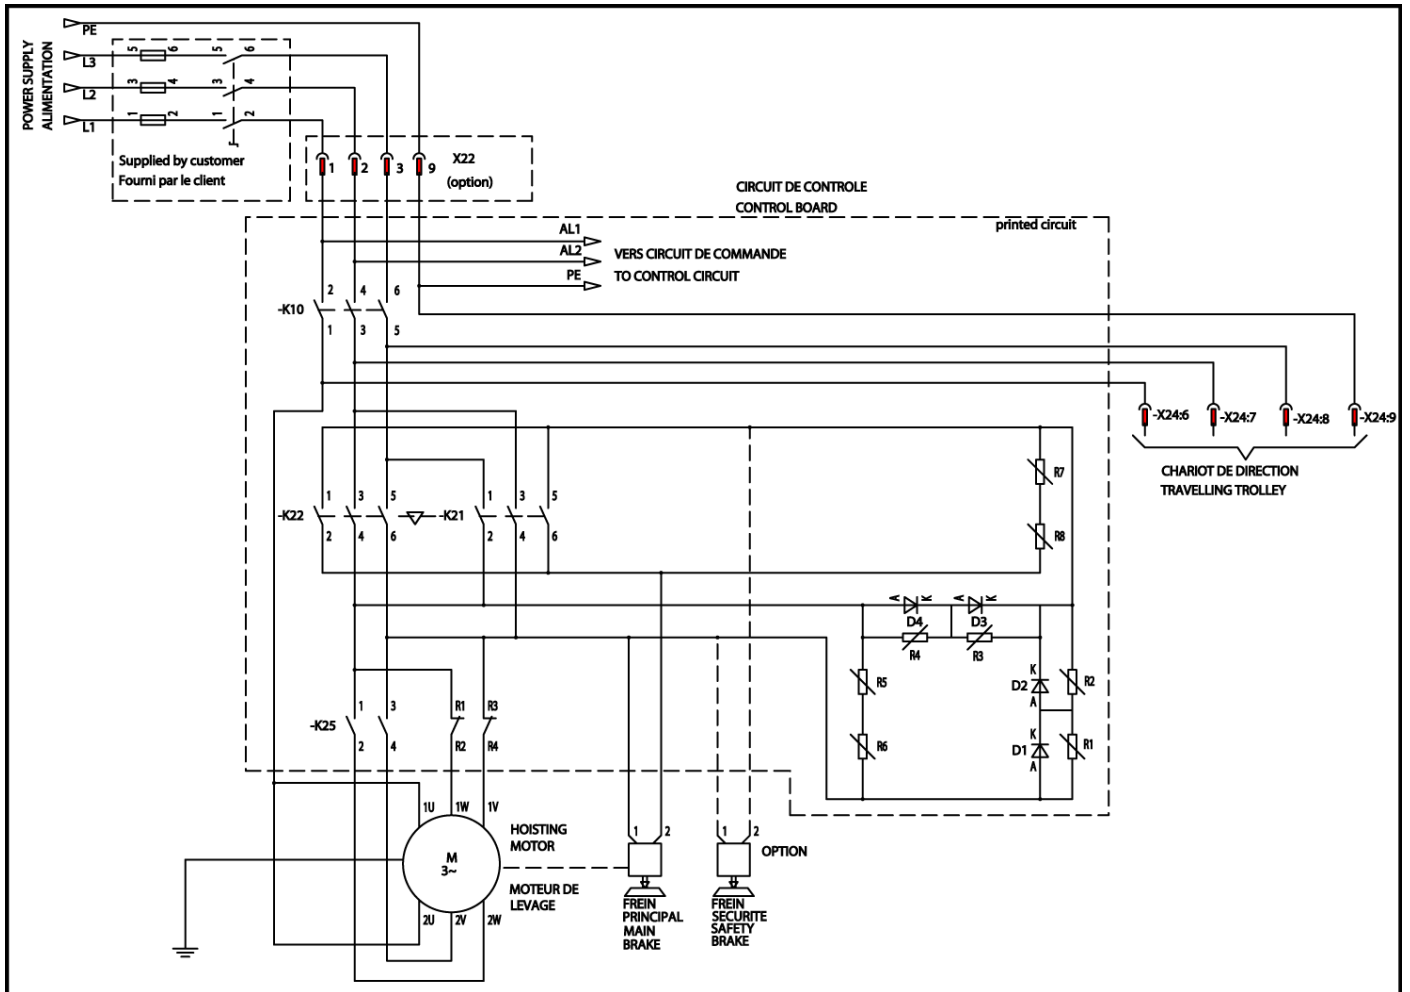 POWER SUPPLY
ALIMENTATION
PE
L3
5 6 5 6
L2
3 4 3 4
L1
1 2 1 2
Supplied by customer
Fourni par le client
1 2 3 9
X22
(option)
CIRCUIT DE CONTROLE
CONTROL BOARD
printed circuit
AL1
AL2
PE
VERS CIRCUIT DE COMMANDE
TO CONTROL CIRCUIT
2 4 6
-K10
1 3 5
-X24:6 -X24:7 -X24:8 -X24:9
CHARIOT DE DIRECTION
TRAVELLING TROLLEY
R7
1 3 5 1 3 5
-K22 -K21
2 4 6 2 4 6
R8
A K A K
D4 D3
R4 R3
R5
K
D2
A
R2
R1 R3
1 3
-K25
2 4
R2 R4
R6
K
D1
A
R1
1U 1W 1V
HOISTING
MOTOR
M
3~
MOTEUR DE
LEVAGE
2U 2V 2W
1 2
FREIN
PRINCIPAL
MAIN
BRAKE
1 2
OPTION
FREIN
SECURITE
SAFETY
BRAKE